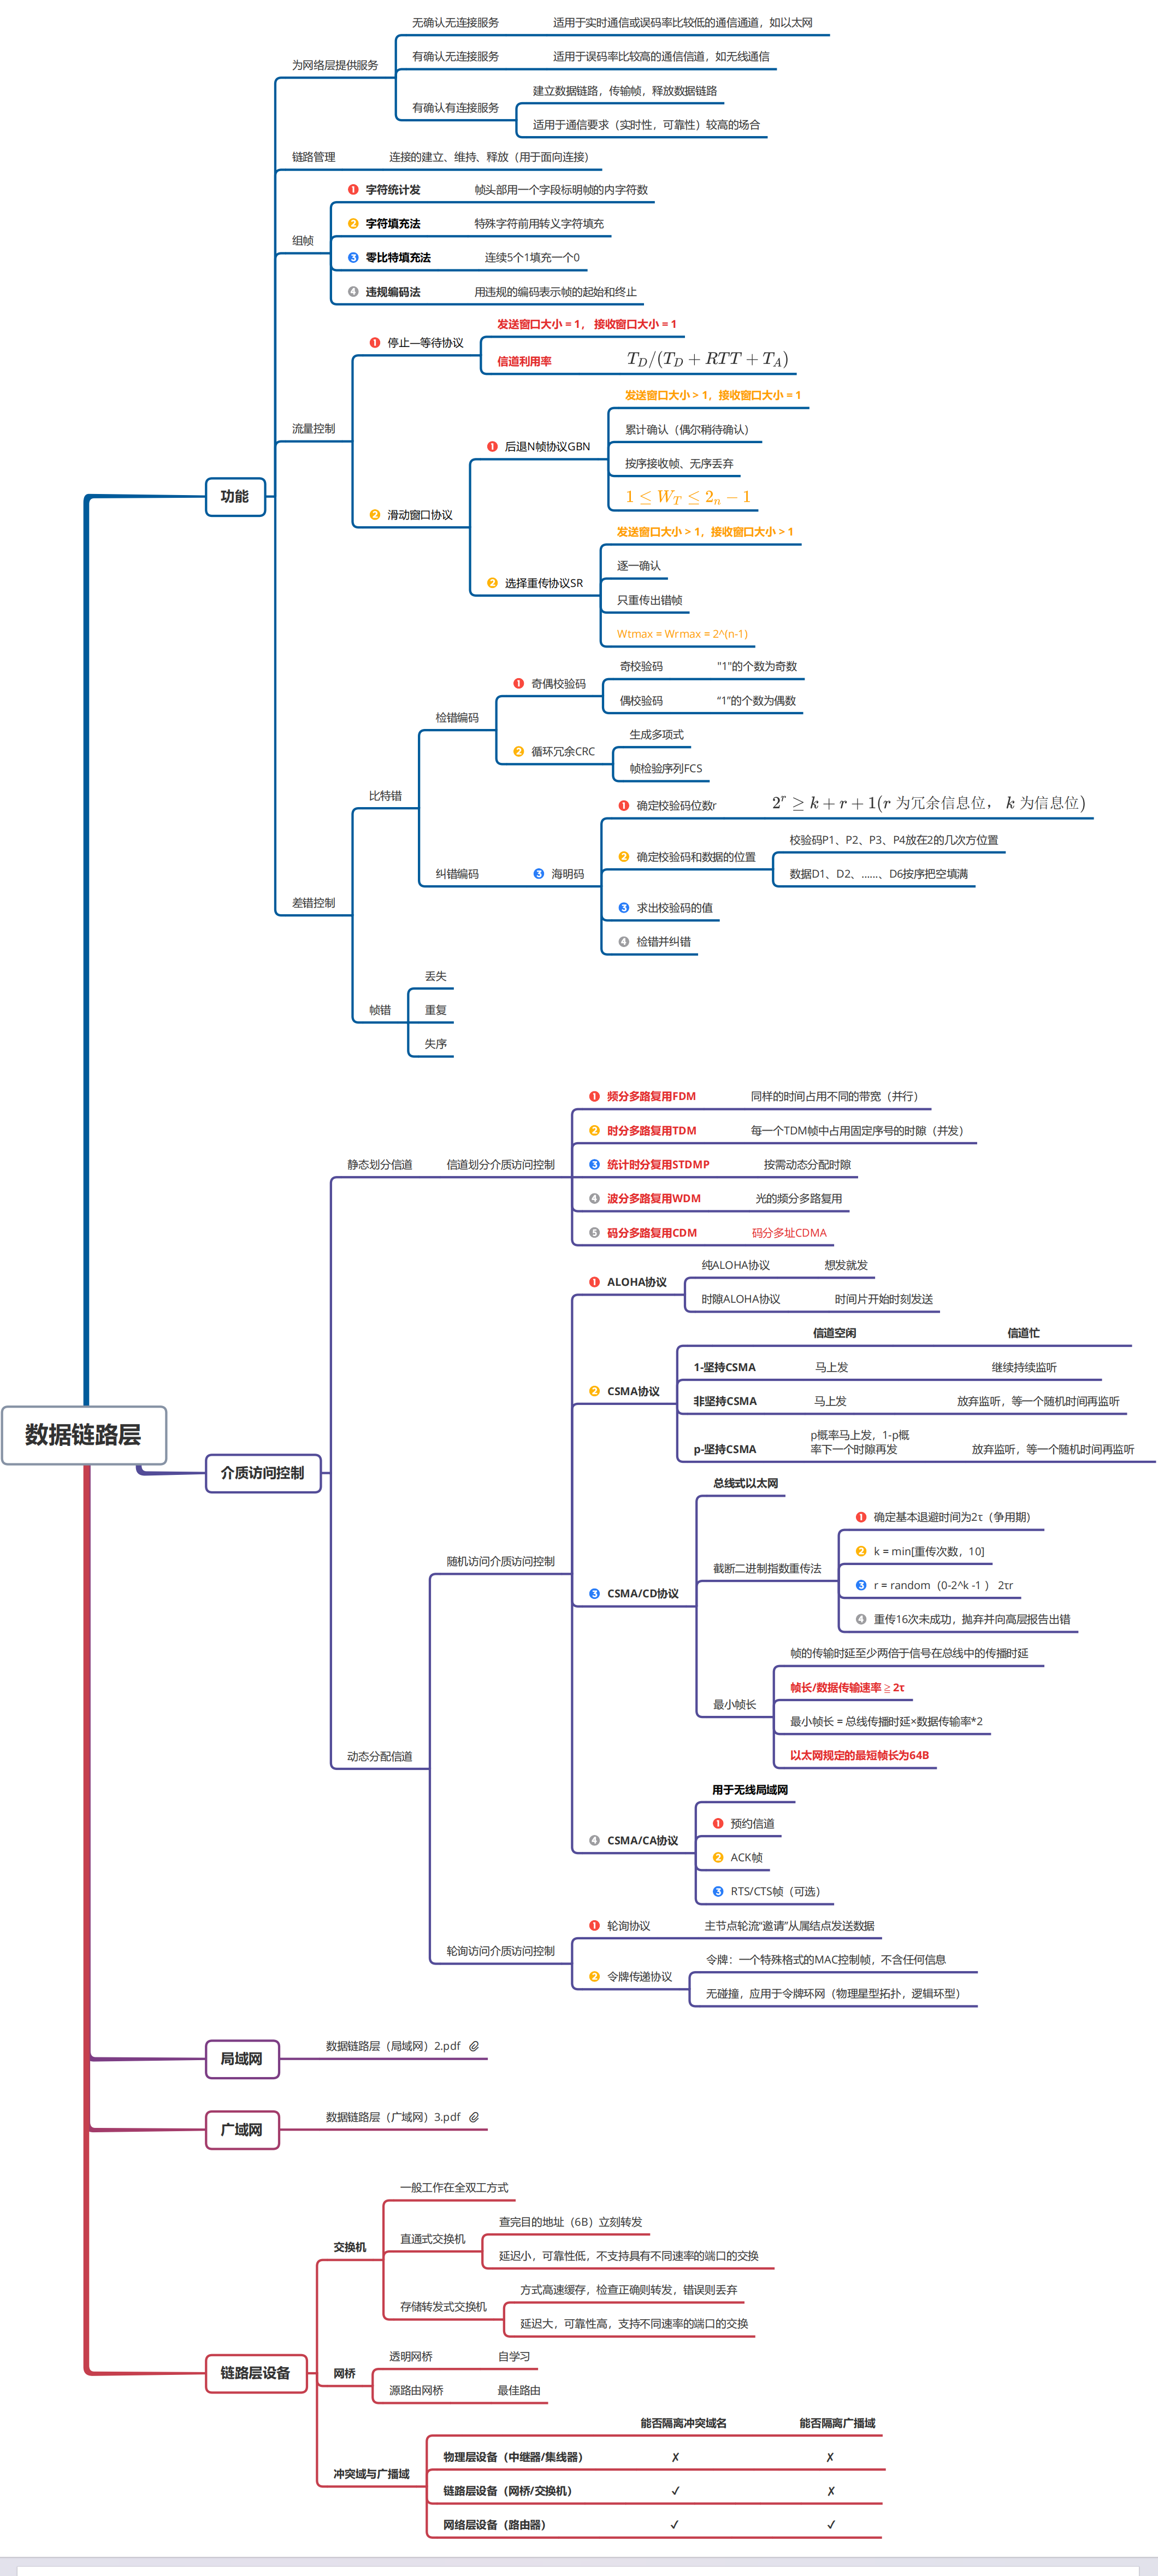 无确认无连接服务 适用于实时通信或误码率比较低的通信通道，如以太网
有确认无连接服务 适用于误码率比较高的通信信道，如无线通信
为网络层提供服务
建立数据链路，传输帧，释放数据链路
有确认有连接服务
适用于通信要求（实时性，可靠性）较高的场合
链路管理 连接的建立、维持、释放（用于面向连接）
1 字符统计发 帧头部用一个字段标明帧的内字符数
2 字符填充法 特殊字符前用转义字符填充
组帧
3 零比特填充法 连续5个1填充一个0
4 违规编码法 用违规的编码表示帧的起始和终止
发送窗口大小 = 1， 接收窗口大小 = 1
1 停止—等待协议
信道利用率 T_D/(T_D + RTT + T_A)
发送窗口大小 > 1，接收窗口大小 = 1
流量控制
累计确认（偶尔稍待确认）
1 后退N帧协议GBN
按序接收帧、无序丢弃
功能
1 ≤ W_T ≤ 2_n − 1
2 滑动窗口协议
发送窗口大小 > 1，接收窗口大小 > 1
逐一确认
2 选择重传协议SR
只重传出错帧
Wtmax = Wrmax = 2^(n-1)
奇校验码 "1"的个数为奇数
1 奇偶校验码
偶校验码 “1”的个数为偶数
检错编码
生成多项式
2 循环冗余CRC
帧检验序列FCS
比特错
1 确定校验码位数r 2^r ≥ k + r + 1(r 为冗余信息位， k 为信息位)
校验码P1、P2、P3、P4放在2的几次方位置
2 确定校验码和数据的位置
数据D1、D2、……、D6按序把空填满
纠错编码 3 海明码
差错控制
3 求出校验码的值
4 检错并纠错
丢失
帧错 重复
失序
1 频分多路复用FDM 同样的时间占用不同的带宽（并行）
2 时分多路复用TDM 每一个TDM帧中占用固定序号的时隙（并发）
静态划分信道 信道划分介质访问控制 3 统计时分复用STDMP 按需动态分配时隙
4 波分多路复用WDM 光的频分多路复用
5 码分多路复用CDM 码分多址CDMA
纯ALOHA协议 想发就发
1 ALOHA协议
时隙ALOHA协议 时间片开始时刻发送
信道空闲 信道忙
1-坚持CSMA 马上发 继续持续监听
2 CSMA协议
非坚持CSMA 马上发 放弃监听，等一个随机时间再监听
数据链路层
p概率马上发，1-p概
率下一个时隙再发
p-坚持CSMA 放弃监听，等一个随机时间再监听
介质访问控制
总线式以太网
1 确定基本退避时间为2τ（争用期）
随机访问介质访问控制
2 k = min[重传次数，10]
截断二进制指数重传法
3 r = random（0-2^k -1 ） 2τr
3 CSMA/CD协议
4 重传16次未成功，抛弃并向高层报告出错
帧的传输时延至少两倍于信号在总线中的传播时延
帧长/数据传输速率 ≧ 2τ
最小帧长
最小帧长 = 总线传播时延×数据传输率*2
以太网规定的最短帧长为64B
动态分配信道
用于无线局域网
1 预约信道
4 CSMA/CA协议
2 ACK帧
3 RTS/CTS帧（可选）
1 轮询协议 主节点轮流“邀请”从属结点发送数据
轮询访问介质访问控制
令牌：一个特殊格式的MAC控制帧，不含任何信息
2 令牌传递协议
无碰撞，应用于令牌环网（物理星型拓扑，逻辑环型）
局域网 数据链路层（局域网）2.pdf
广域网 数据链路层（广域网）3.pdf
一般工作在全双工方式
查完目的地址（6B）立刻转发
直通式交换机
交换机
延迟小，可靠性低，不支持具有不同速率的端口的交换
方式高速缓存，检查正确则转发，错误则丢弃
存储转发式交换机
延迟大，可靠性高，支持不同速率的端口的交换
透明网桥 自学习
链路层设备 网桥
源路由网桥 最佳路由
能否隔离冲突域名 能否隔离广播域
物理层设备（中继器/集线器） ✗ ✗
冲突域与广播域
链路层设备（网桥/交换机） ✓ ✗
网络层设备（路由器） ✓ ✓